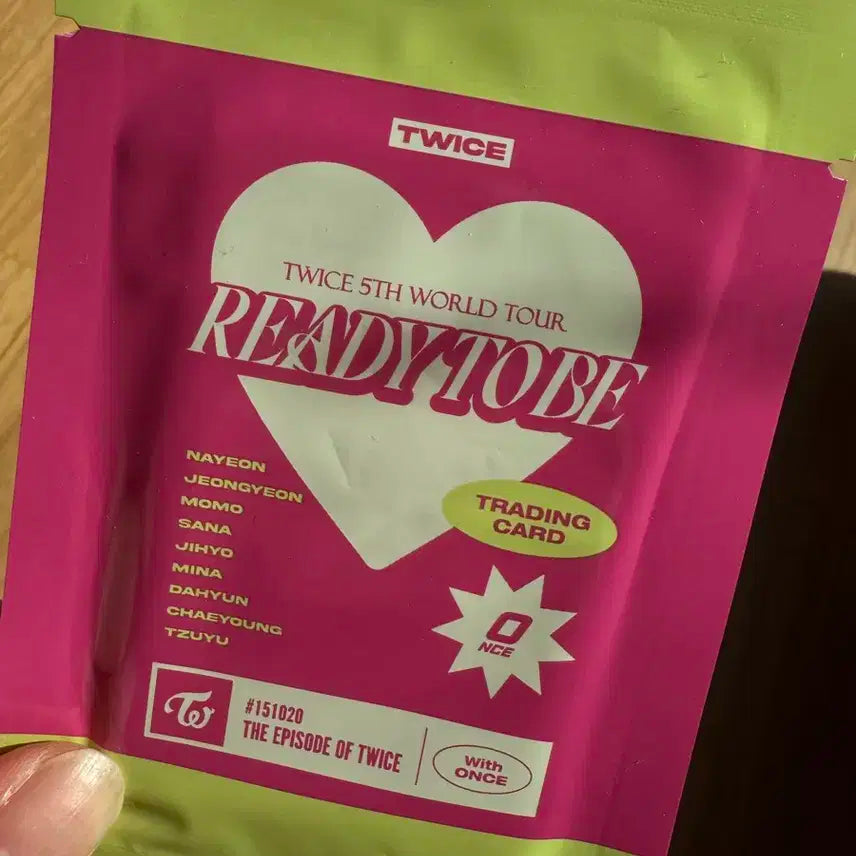 TWICE
TWICE 5TH WORLD TOUR
READY TO BE
NAYEON
JEONGYEON
MOMO
SANA
JIHYO
MINA
DAHYUN
CHAEYOUNG
TZUYU
TRADING
CARD
O
NCE
TW
#151020
THE EPISODE OF TWICE
With
ONCE